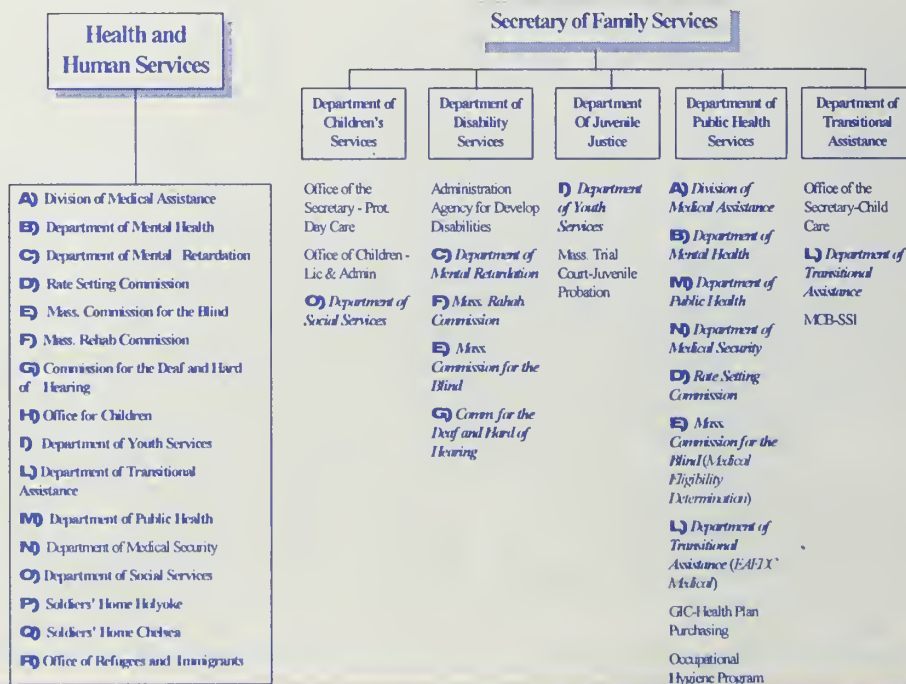 Health and
Human Services
A) Division of Medical Assistance
B) Department of Mental Health
C) Department of Mental Retardation
D) Rate Setting Commission
E) Mass. Commission for the Blind
F) Mass. Rehab Commission
G) Commission for the Deaf and Hard
of Hearing
H) Office for Children
I) Department of Youth Services
L) Department of Transitional
Assistance
M) Department of Public Health
N) Department of Medical Security
O) Department of Social Services
P) Soldiers' Home Holyoke
Q) Soldiers' Home Chelsea
R) Office of Refugees and Immigrants
Secretary of Family Services
Department of
Children's
Services
Office of the
Secretary - Prot.
Day Care
Office of Children -
Lic & Admin
O) Department of
Social Services
Department of
Disability
Services
Administration
Agency for Develop
Disabilities
C) Department of
Mental Retardation
F) Mass. Rahab
Commission
E) Mass.
Commission for the
Blind
G) Comm. for the
Deaf and Hard of
Hearing
Department
Of Juvenile
Justice
I) Department
of Youth
Services
Mass. Trial
Court-Juvenile
Probation
Departmennt of
Public Health
Services
A) Division of
Medical Assistance
B) Department of
Mental Health
M) Department of
Public Health
N) Department of
Medical Security
D) Rate Setting
Commission
E) Mass.
Commission for the
Blind (Medical
Eligibility
Determination)
L) Department of
Transitional
Assistance
Medical)
GIC-Health Plan
Purchasing
Occupational
Hygiene Program
Department of
Transitional
Assistance
Office of the
Secretary-Child
Care
L) Department of
Transitional
Assistance
MCB-SSI